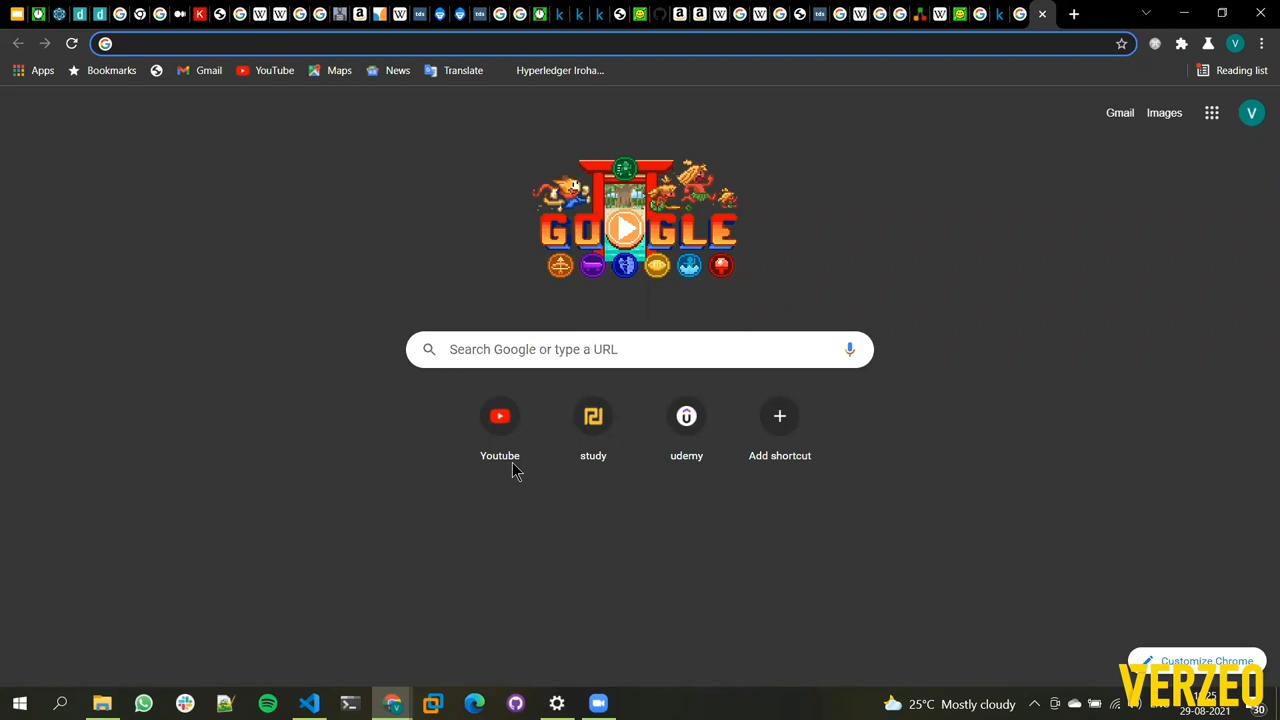 Apps
Bookmarks
Gmail
YouTube
Maps
News
Translate
Hyperledger Iroha...
Reading list
Gmail
Images
V
GOOGLE
Search Google or type a URL
Youtube
study
udemy
Add shortcut
Customize Chrome
VERZEO
25°C Mostly cloudy
29-08-2021
30